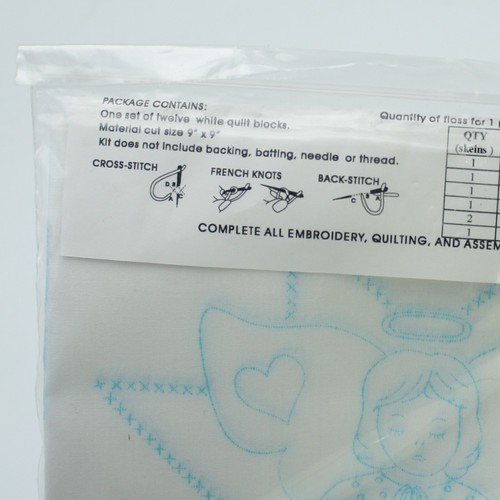 PACKAGE CONTAINS:
One set of twelve white quilt blocks.
Material cut size 9" x 9"
Kit does not include backing, batting, needle or thread.
CROSS-STITCH FRENCH KNOTS BACK-STITCH
D B
A C
C A
COMPLETE ALL EMBROIDERY, QUILTING, AND ASSEM
Quantity of floss for 1
QTY
(skeins)
1
1
1
1
2
1